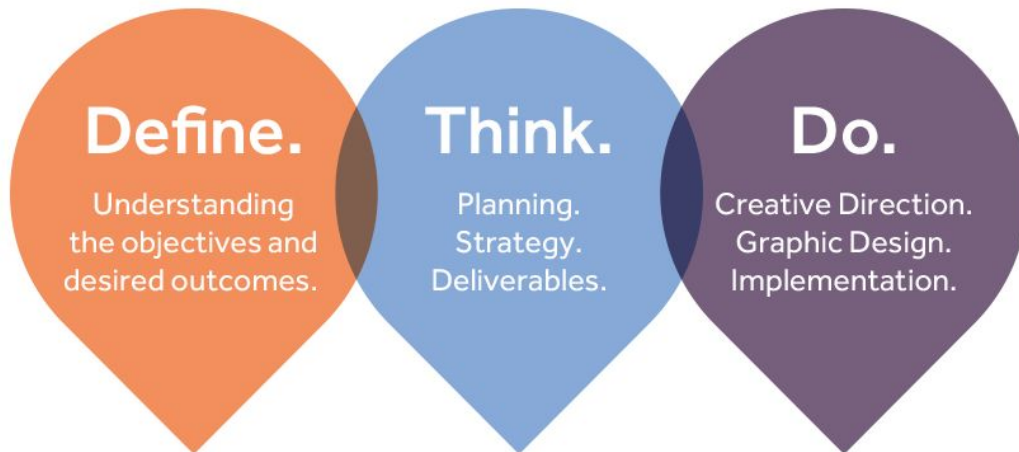 Define.
Understanding
the objectives and
desired outcomes.
Think.
Planning.
Strategy.
Deliverables.
Do.
Creative Direction.
Graphic Design.
Implementation.